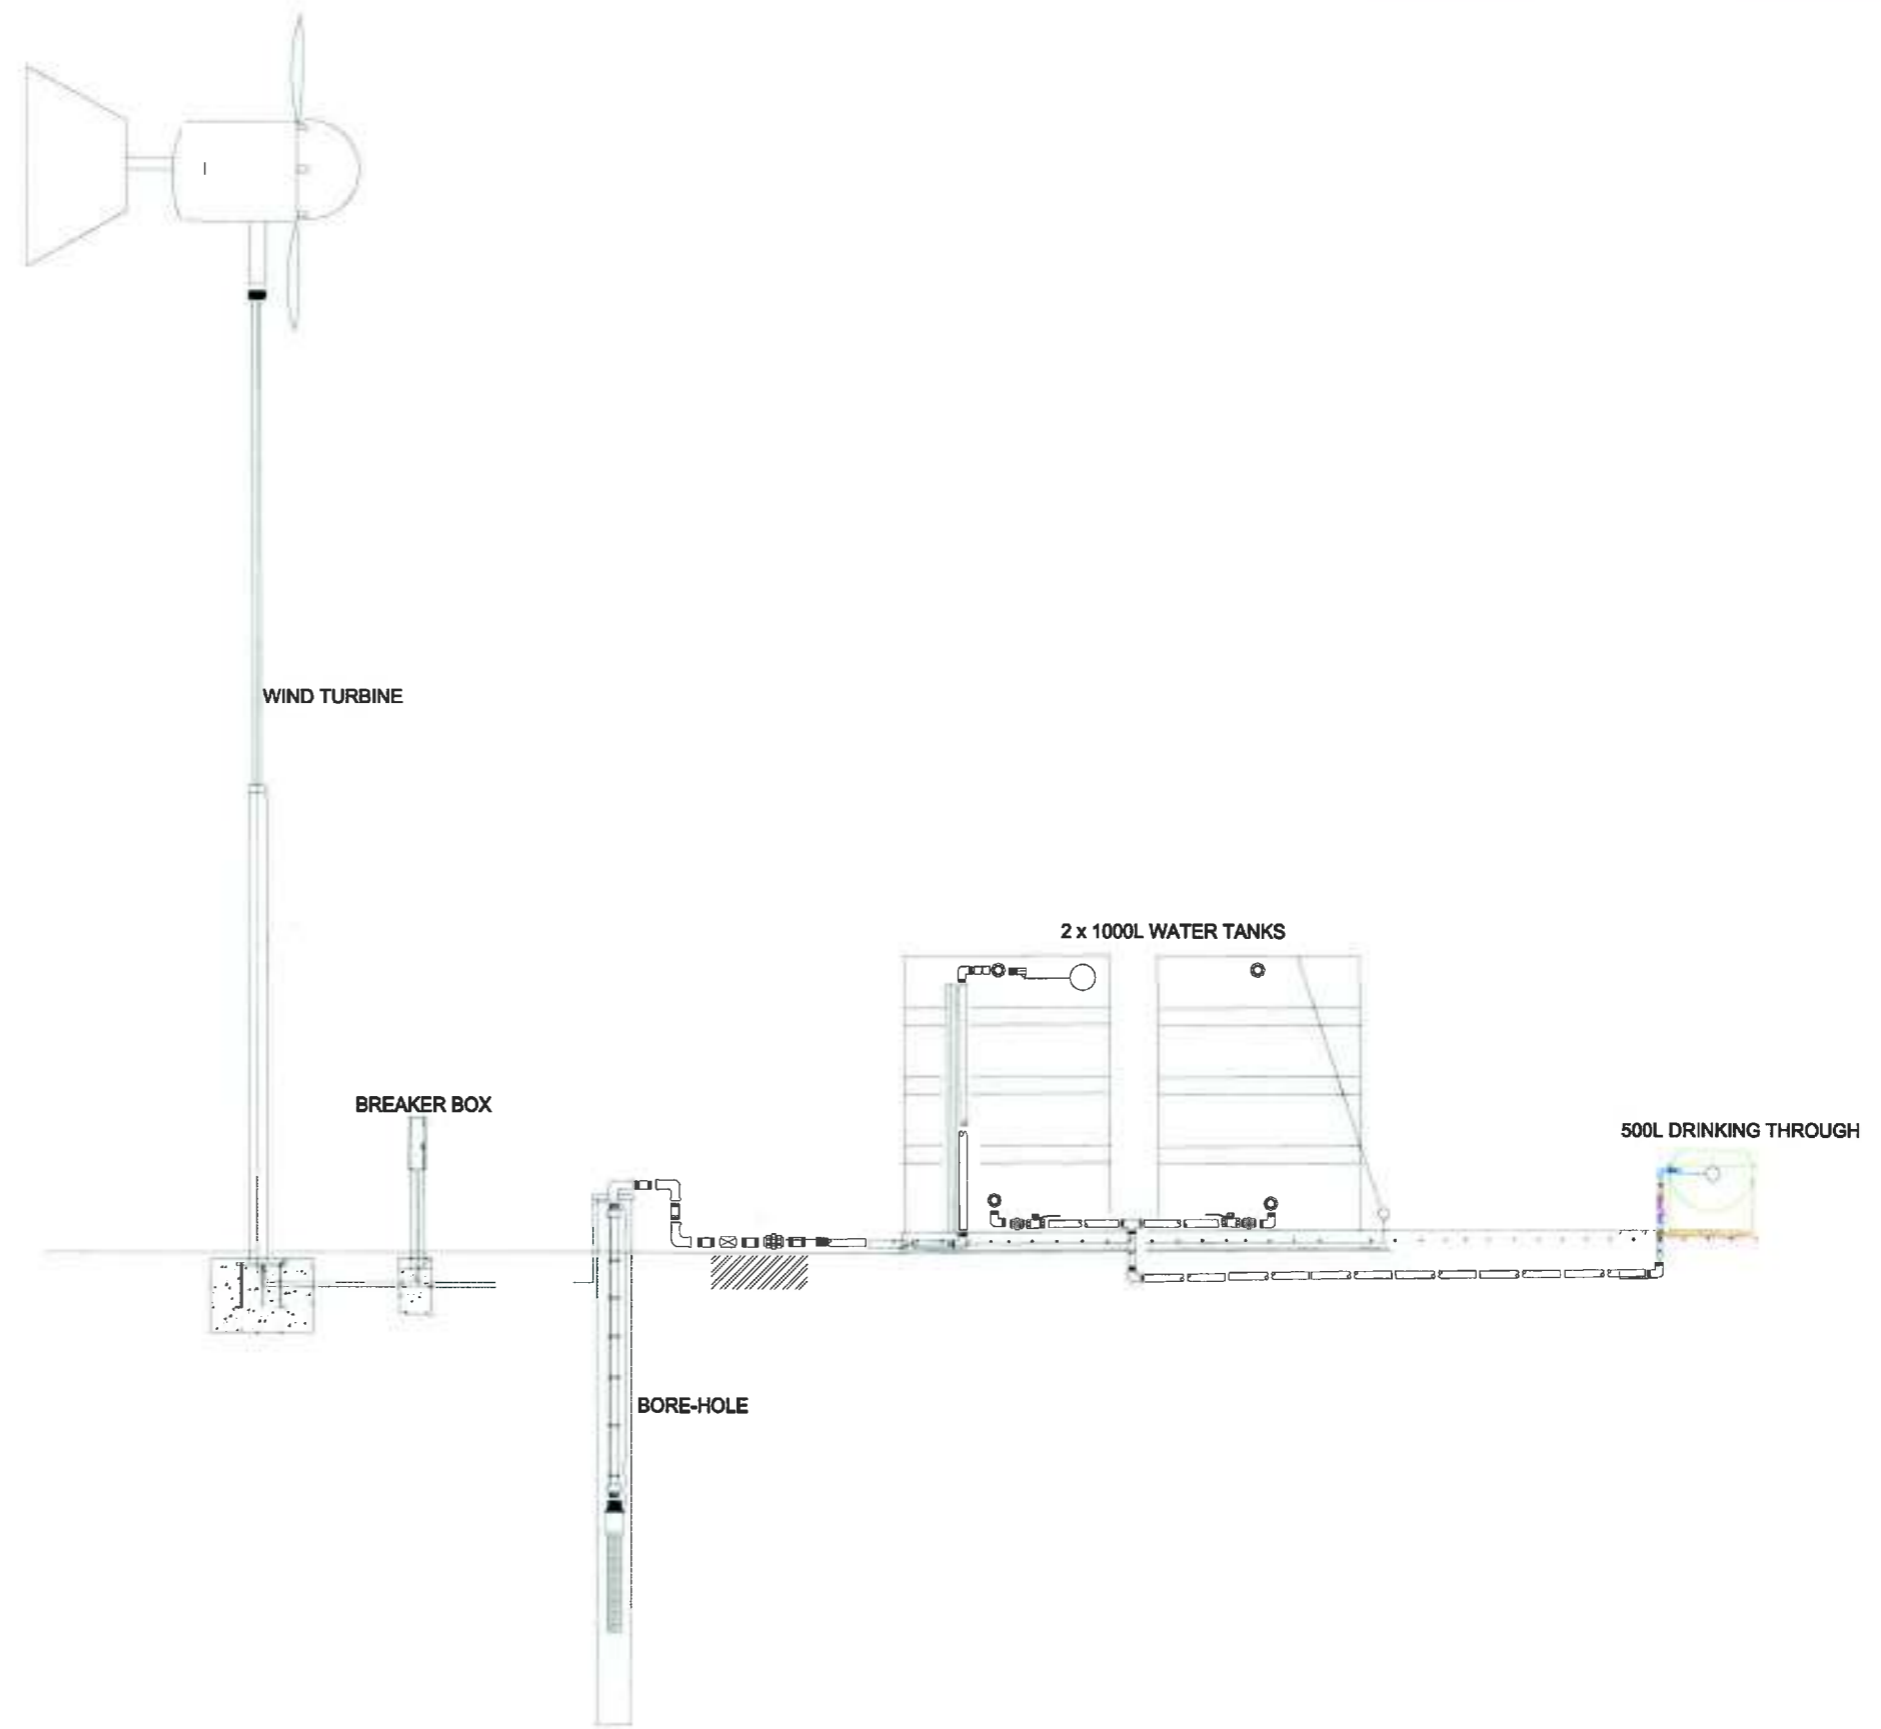 WIND TURBINE
2 x 1000L WATER TANKS
BREAKER BOX
500L DRINKING THROUGH
BORE-HOLE